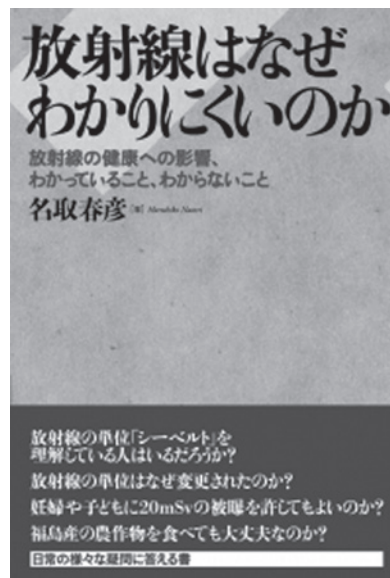 放射線はなぜ
わかりにくいのか
放射線の健康への影響、
わかっていること、わからないこと
名取春彦[著] Haruhiko Natori
放射線の単位「シーベルト」を
理解している人はいるだろうか?
放射線の単位はなぜ変更されたのか?
妊婦や子どもに20mSvの被曝を許してもよいのか?
福島産の農作物を食べても大丈夫なのか?
日常の様々な疑問に答える書